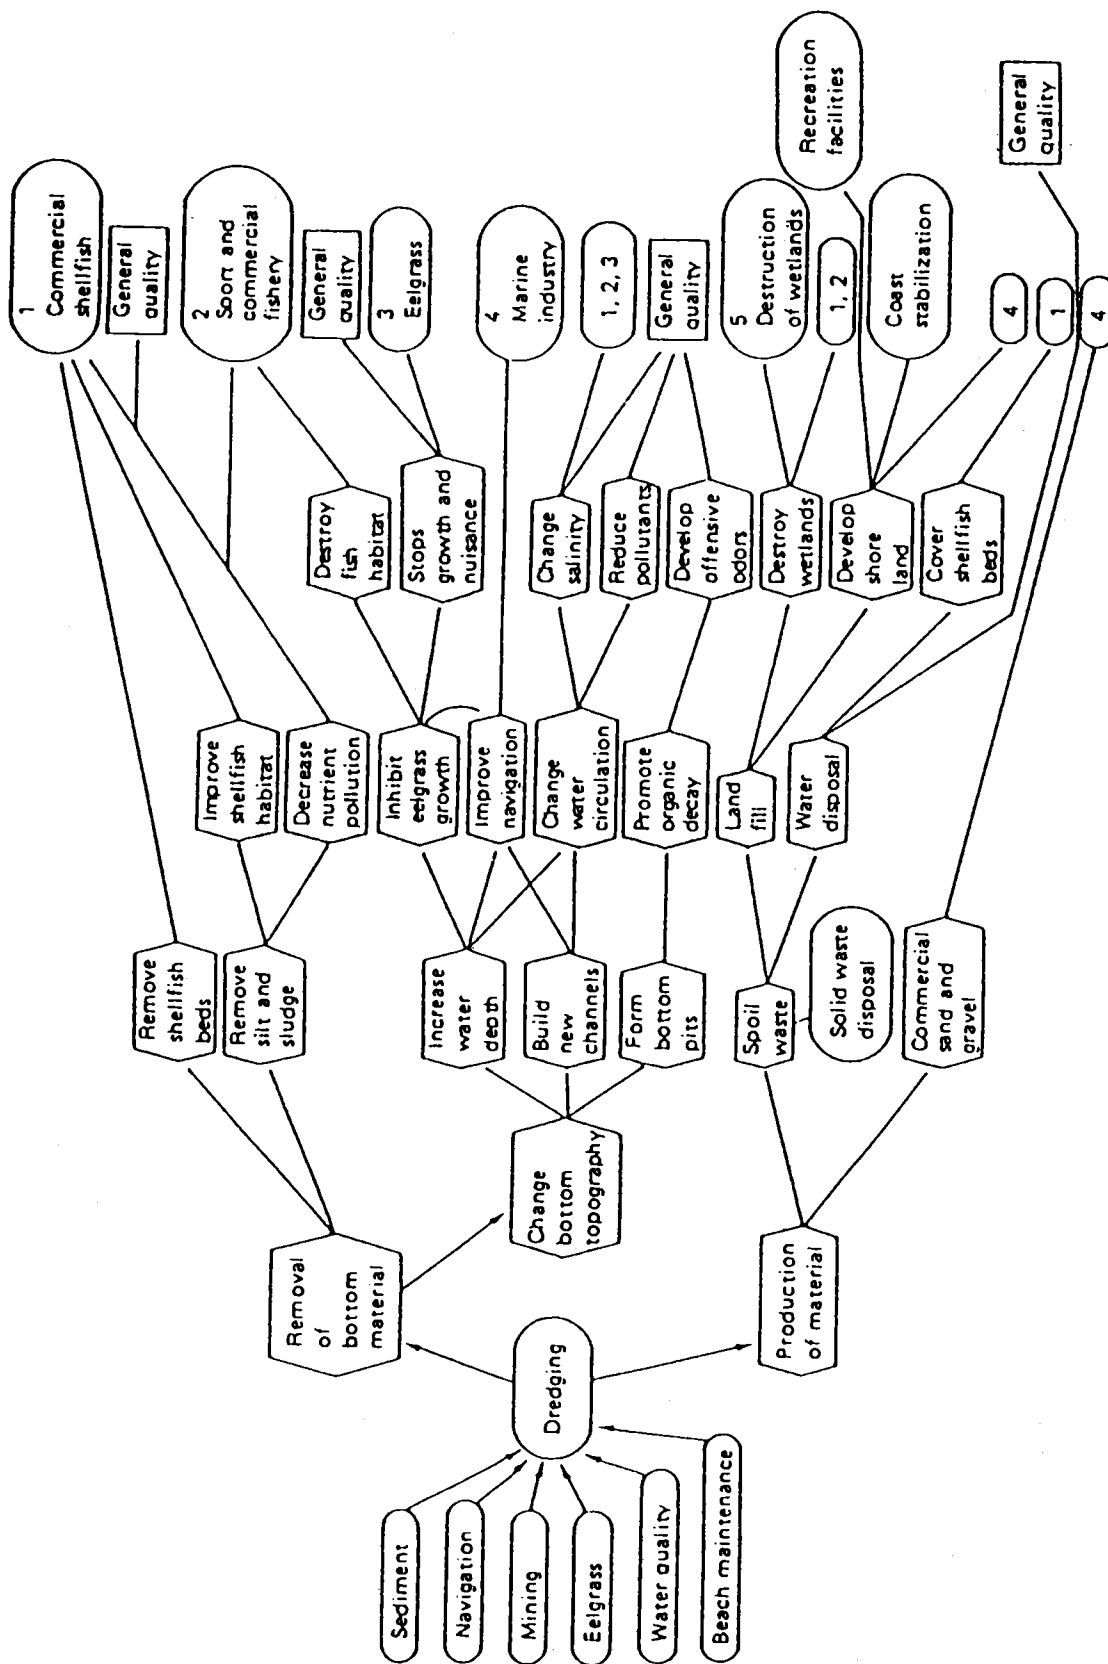 Sediment
Navigation
Mining
Eelgrass
Water quality
Beach maintenance
Dredging
Removal
of
bottom
material
Change
bottom
topography
Production
of material
Remove
shellfish
beds
Remove
silt and
sludge
Increase
water
depth
Build
new
channels
Form
bottom
pits
Spoil
waste
Solid waste
disposal
Commercial
sand and
gravel
Improve
shellfish
habitat
Decrease
nutrient
pollution
Inhibit
eelgrass
growth
Improve
navigation
Change
water
circulation
Promote
organic
decay
Land
fill
Water
disposal
Destroy
fish
habitat
Stops
growth and
nuisance
Change
salinity
Reduce
pollutants
Develop
offensive
odors
Destroy
wetlands
Develop
shore
land
Cover
shellfish
beds
1
Commercial
shellfish
General
quality
2
Sport and
commercial
fishery
General
quality
3
Eelgrass
4
Marine
industry
1, 2, 3
General
quality
5
Destruction
of wetlands
1, 2
Recreation
facilities
Coast
stabilization
4
1
4
General
quality